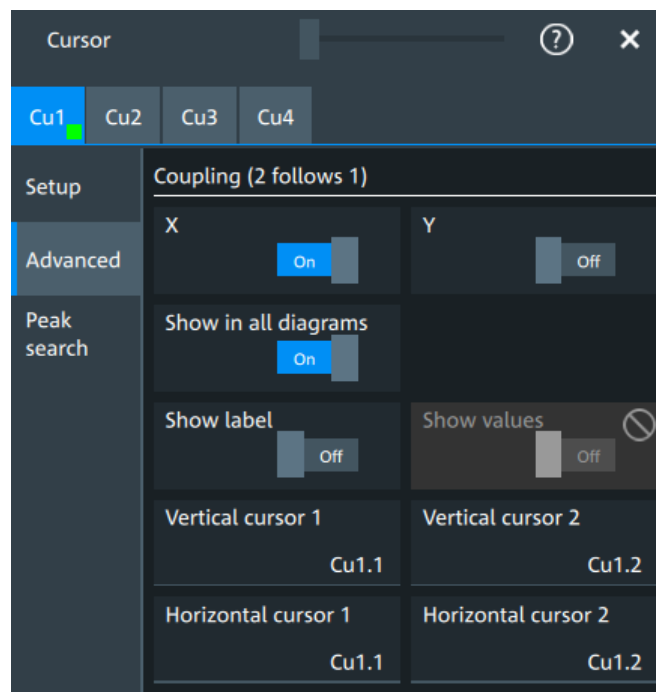 Cursor
?
Cu1 Cu2 Cu3 Cu4
Setup
Advanced
Peak
search
Coupling (2 follows 1)
X
On
Y
Off
Show in all diagrams
On
Show label
Off
Show values
Off
Vertical cursor 1
Cu1.1
Vertical cursor 2
Cu1.2
Horizontal cursor 1
Cu1.1
Horizontal cursor 2
Cu1.2